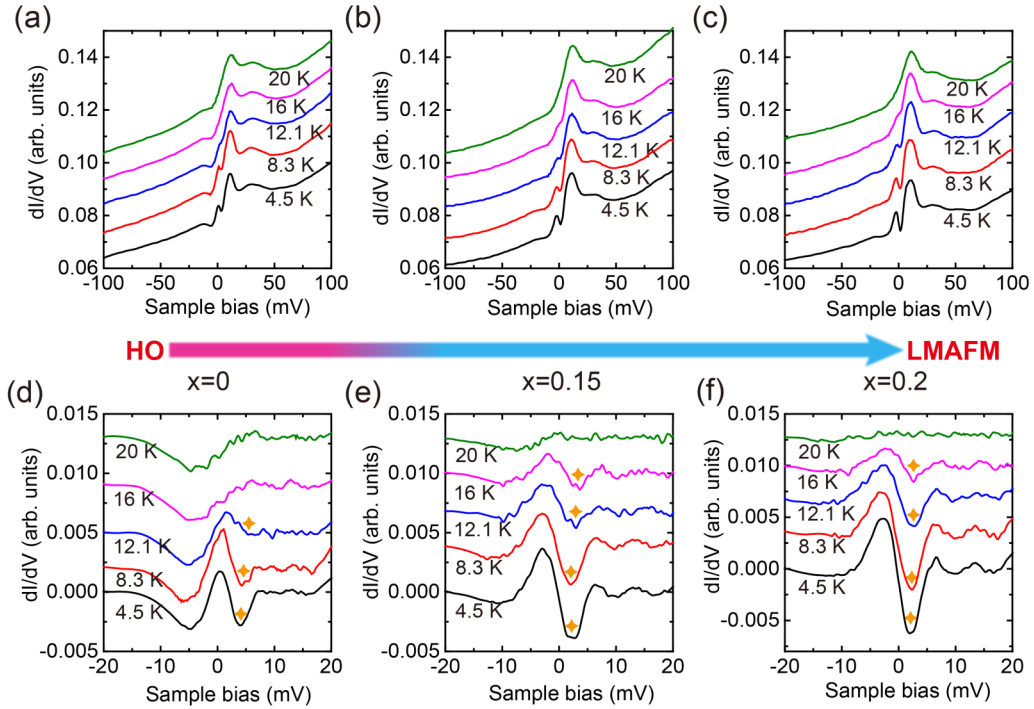 (a)
(b)
(c)
dI/dV (arb. units)
0.14
0.12
0.10
0.08
0.06
20 K
16 K
12.1 K
8.3 K
4.5 K
-100 -50 0 50 100
Sample bias (mV)
dI/dV (arb. units)
0.14
0.12
0.10
0.08
0.06
20 K
16 K
12.1 K
8.3 K
4.5 K
-100 -50 0 50 100
Sample bias (mV)
dI/dV (arb. units)
0.14
0.12
0.10
0.08
0.06
20 K
16 K
12.1 K
8.3 K
4.5 K
-100 -50 0 50 100
Sample bias (mV)
HO
LMAFM
x=0
x=0.15
x=0.2
(d)
(e)
(f)
dI/dV (arb. units)
0.015
0.010
0.005
0.000
-0.005
20 K
16 K
12.1 K
8.3 K
4.5 K
-20 -10 0 10 20
Sample bias (mV)
dI/dV (arb. units)
0.015
0.010
0.005
0.000
-0.005
20 K
16 K
12.1 K
8.3 K
4.5 K
-20 -10 0 10 20
Sample bias (mV)
dI/dV (arb. units)
0.015
0.010
0.005
0.000
-0.005
20 K
16 K
12.1 K
8.3 K
4.5 K
-20 -10 0 10 20
Sample bias (mV)